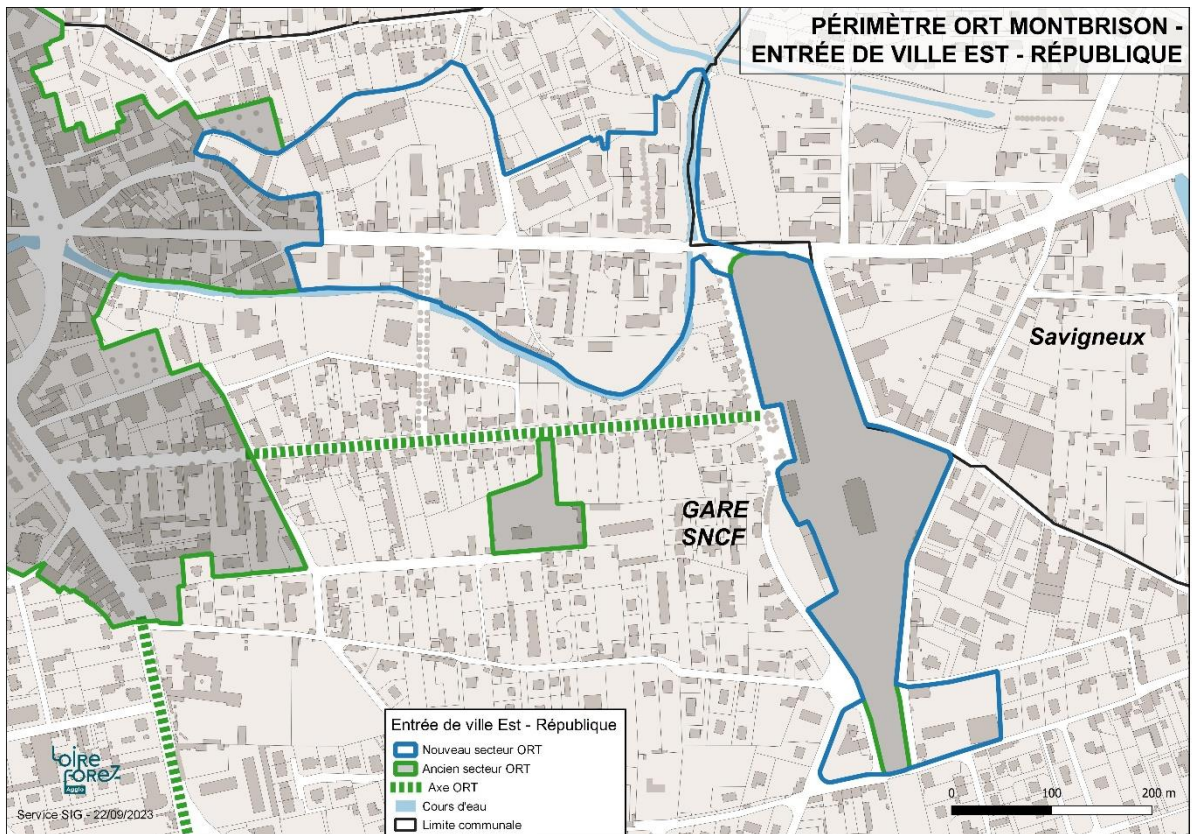 PÉRIMÈTRE ORT MONTBRISON -
ENTRÉE DE VILLE EST - RÉPUBLIQUE
Savigneux
GARE
SNCF
Entrée de ville Est - République
Nouveau secteur ORT
Ancien secteur ORT
Axe ORT
Cours d'eau
Limite communale
Loire
Forez
Agglo
Service SIG - 22/09/2023
0 100 200 m